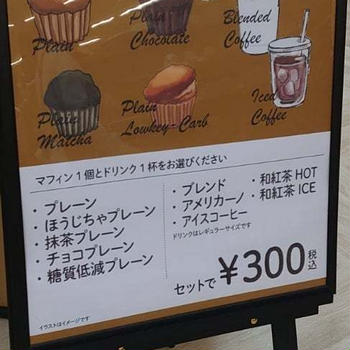 Plain
Plain
Chocolate
Blended
Coffee
Plain
Matcha
Plain
Lowkey-Carb
Iced
Coffee
マフィン1個とドリンク1杯をお選びください
・プレーン
・ほうじちゃプレーン
・抹茶プレーン
・チョコプレーン
・糖質低減プレーン
・ブレンド
・アメリカーノ
・アイスコーヒー
・和紅茶 HOT
・和紅茶 ICE
ドリンクはレギュラーサイズです
セットで ¥300 税込
イラストはイメージです